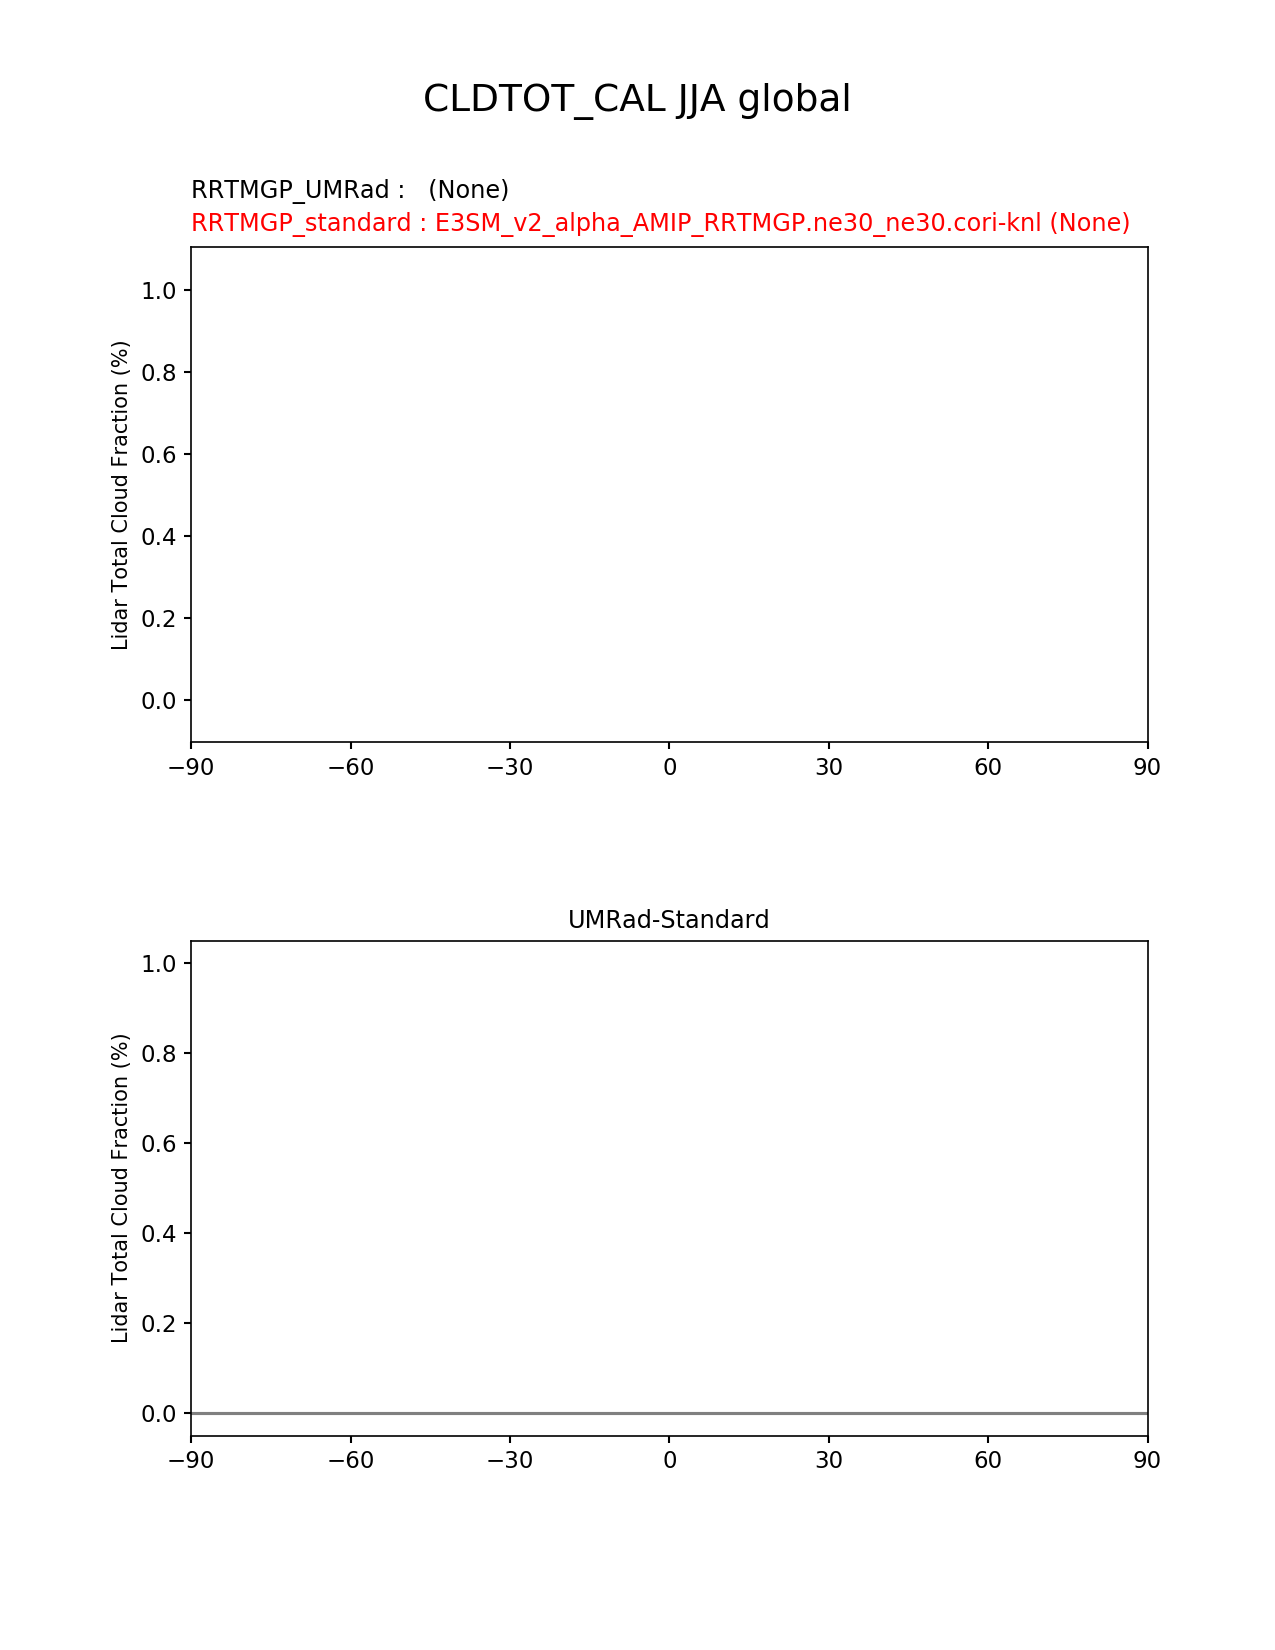 CLDTOT_CAL JJA global
RRTMGP_UMRad :   (None)
RRTMGP_standard : E3SM_v2_alpha_AMIP_RRTMGP.ne30_ne30.cori-knl (None)
Lidar Total Cloud Fraction (%)
1.0
0.8
0.6
0.4
0.2
0.0
−90 −60 −30 0 30 60 90
UMRad-Standard
Lidar Total Cloud Fraction (%)
1.0
0.8
0.6
0.4
0.2
0.0
−90 −60 −30 0 30 60 90